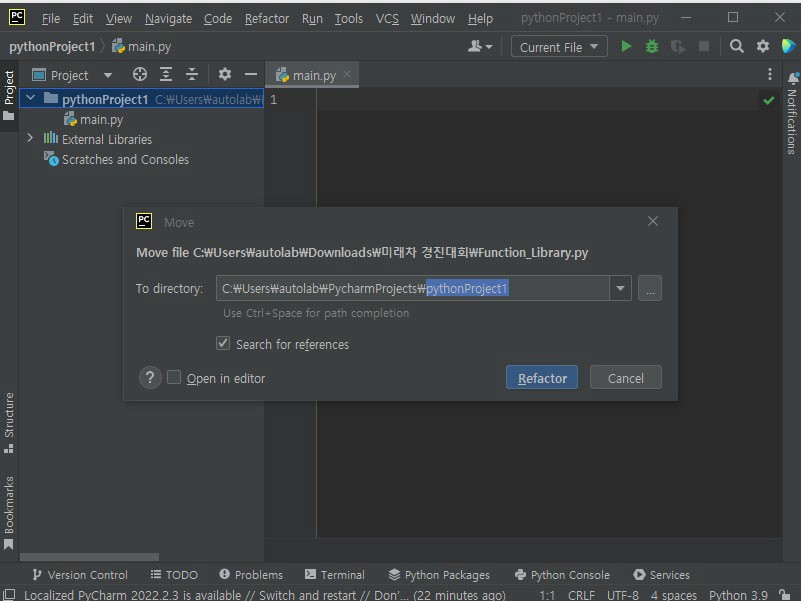 PC File Edit View Navigate Code Refactor Run Tools VCS Window Help pythonProject1 - main.py
pythonProject1 main.py Current File
Project
Project
main.py
pythonProject1 C:₩Users₩autolab₩
1
main.py
External Libraries
Scratches and Consoles
Notifications
PC Move
Move file C:₩Users₩autolab₩Downloads₩미래차 경진대회₩Function_Library.py
To directory: C:₩Users₩autolab₩PycharmProjects₩pythonProject1 ...
Use Ctrl+Space for path completion
Search for references
? Open in editor Refactor Cancel
Structure
Bookmarks
Version Control TODO Problems Terminal Python Packages Python Console Services
Localized PyCharm 2022.2.3 is available // Switch and restart // Don'... (22 minutes ago) 1:1 CRLF UTF-8 4 spaces Python 3.9